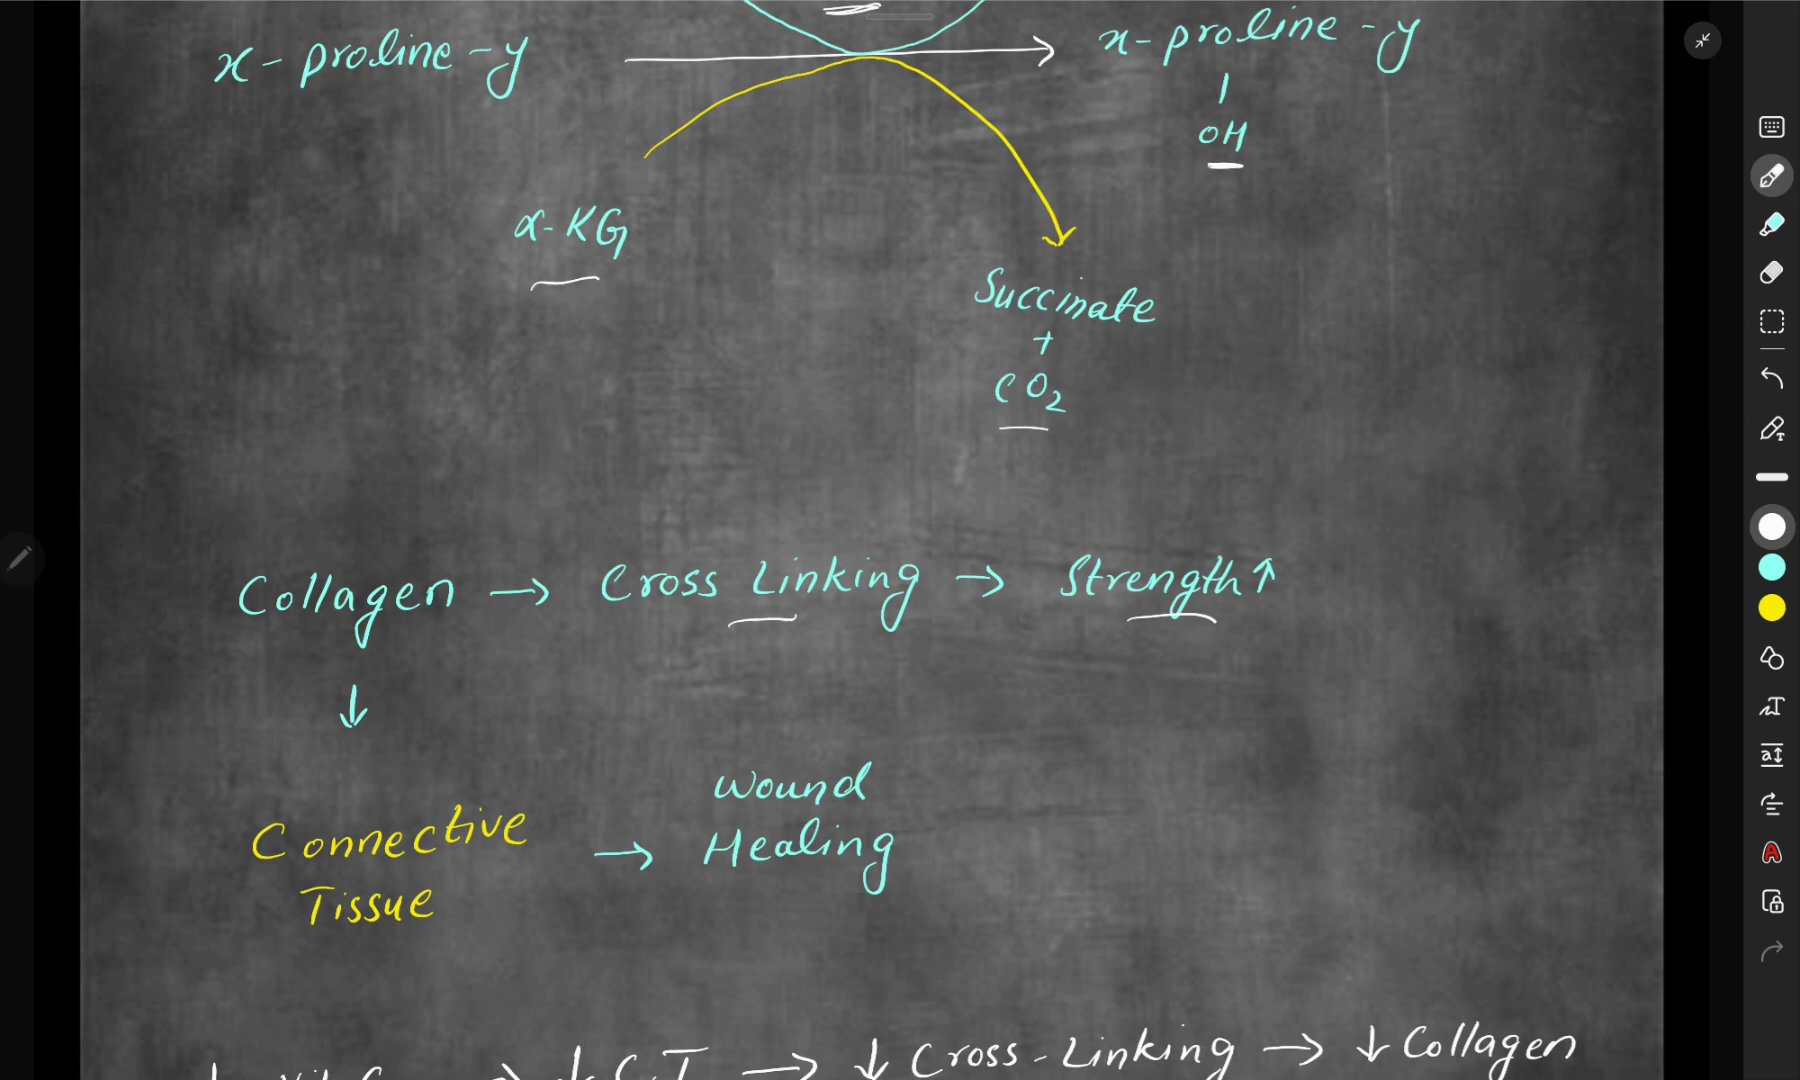 x - proline - y → x - proline - y
OH
α-KG
Succinate
+
CO₂
Collagen → Cross Linking → Strength↑
↓
Connective Tissue → Wound Healing
→ ↓ C.T → ↓ Cross-Linking → ↓ Collagen